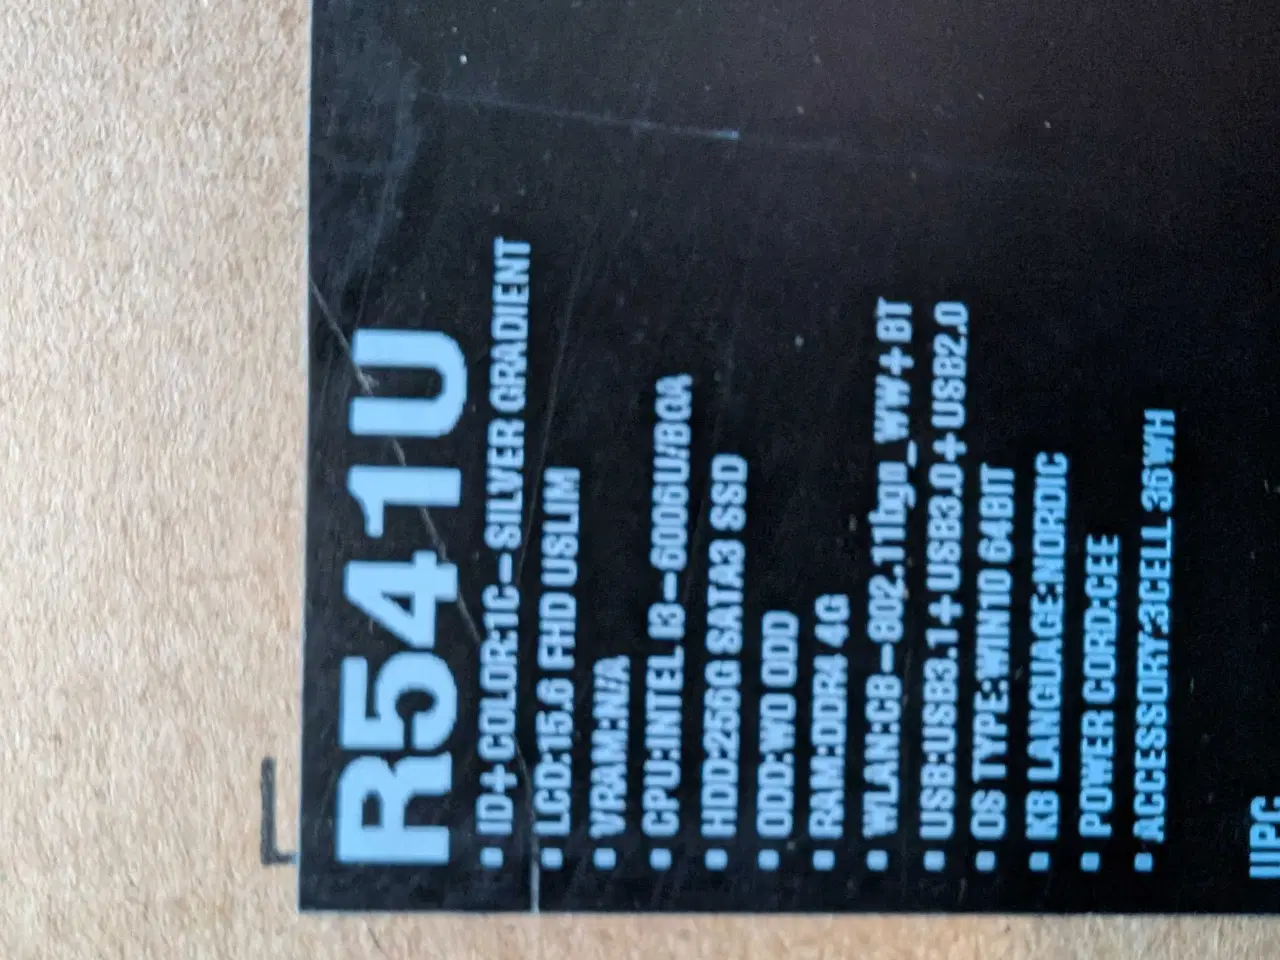 R541U
▪ ID+COLOR:1C-SILVER GRADIENT
▪ LCD:15.6 FHD USLIM
▪ VRAM:N/A
▪ CPU:INTEL I3-6006U/BGA
▪ HDD:256G SATA3 SSD
▪ ODD:WO ODD
▪ RAM:DDR4 4G
▪ WLAN:CB-802.11bgn_WW+BT
▪ USB:USB3.1+USB3.0+USB2.0
▪ OS TYPE:WIN10 64BIT
▪ KB LANGUAGE:NORDIC
▪ POWER CORD:CEE
▪ ACCESSORY:3CELL 36WH
UPC